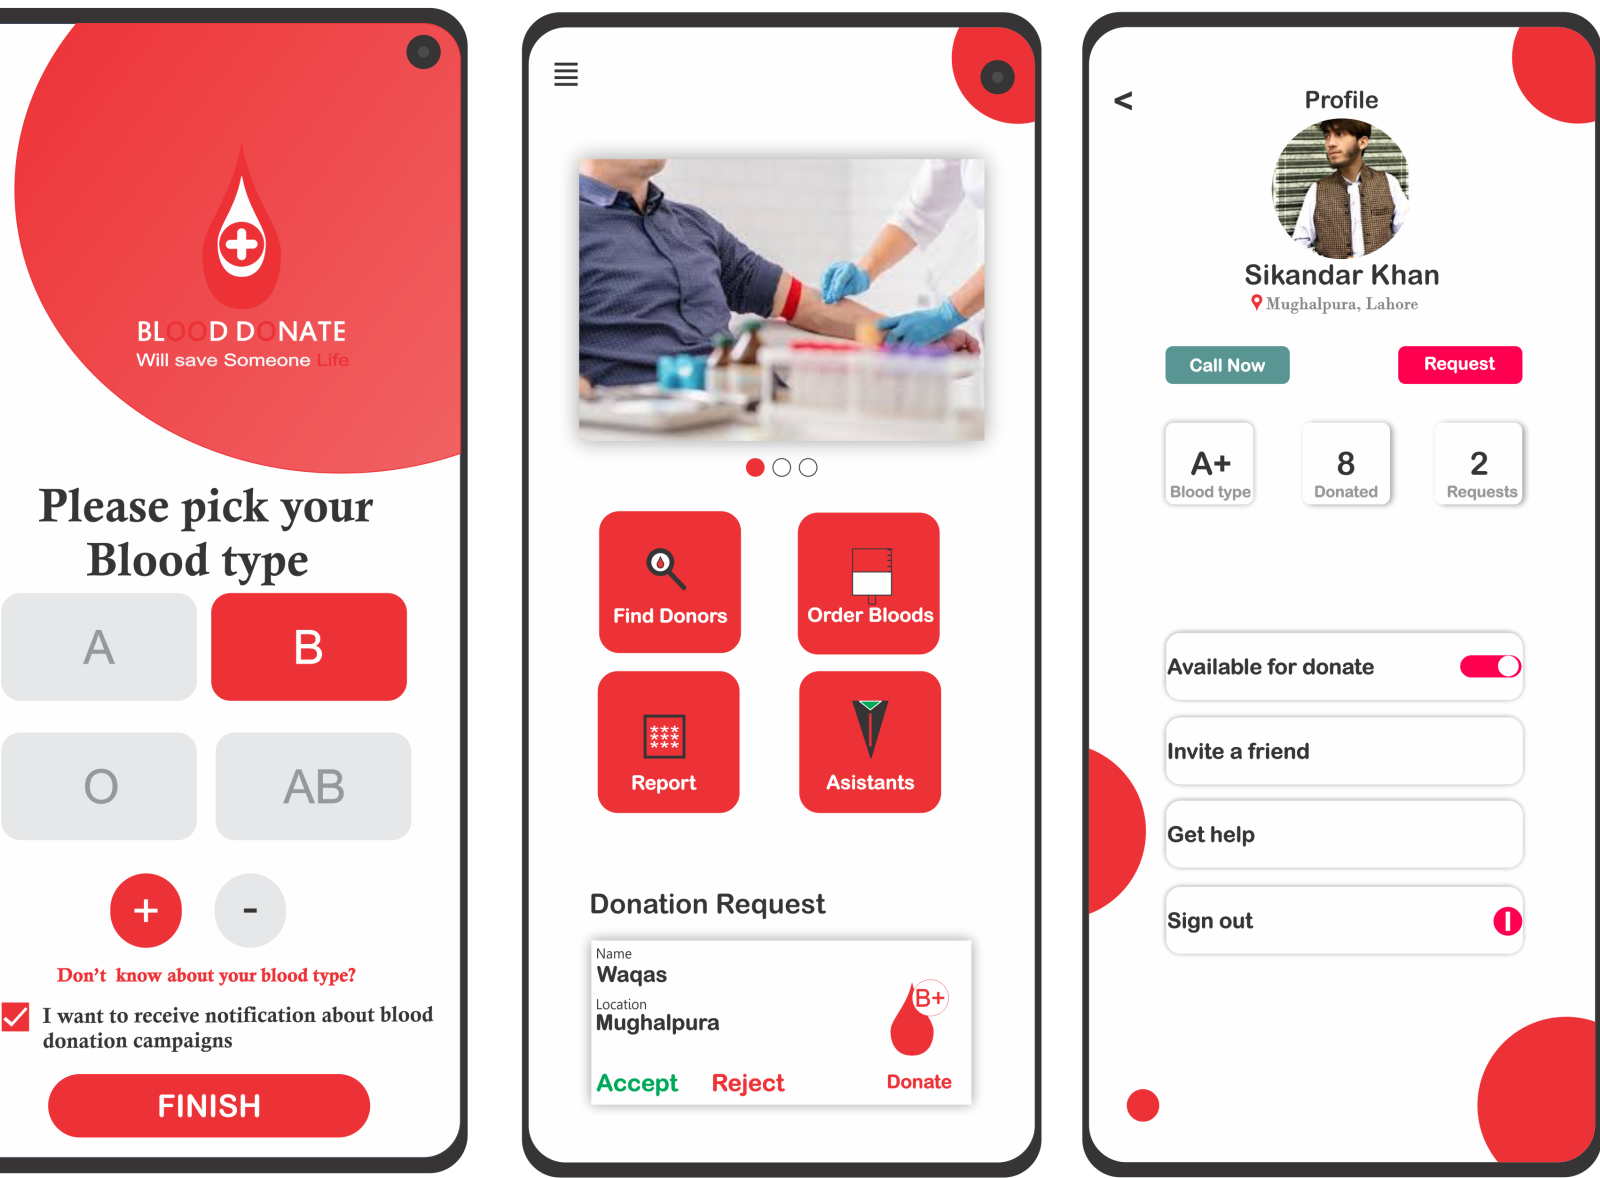 BLOOD DONATE
Will save Someone Life
Please pick your
Blood type
A
B
O
AB
+
-
Don't know about your blood type?
I want to receive notification about blood
donation campaigns
FINISH
Find Donors
Order Bloods
Report
Asistants
Donation Request
Name
Waqas
Location
Mughalpura
B+
Accept
Reject
Donate
<
Profile
Sikandar Khan
Mughalpura, Lahore
Call Now
Request
A+
Blood type
8
Donated
2
Requests
Available for donate
Invite a friend
Get help
Sign out